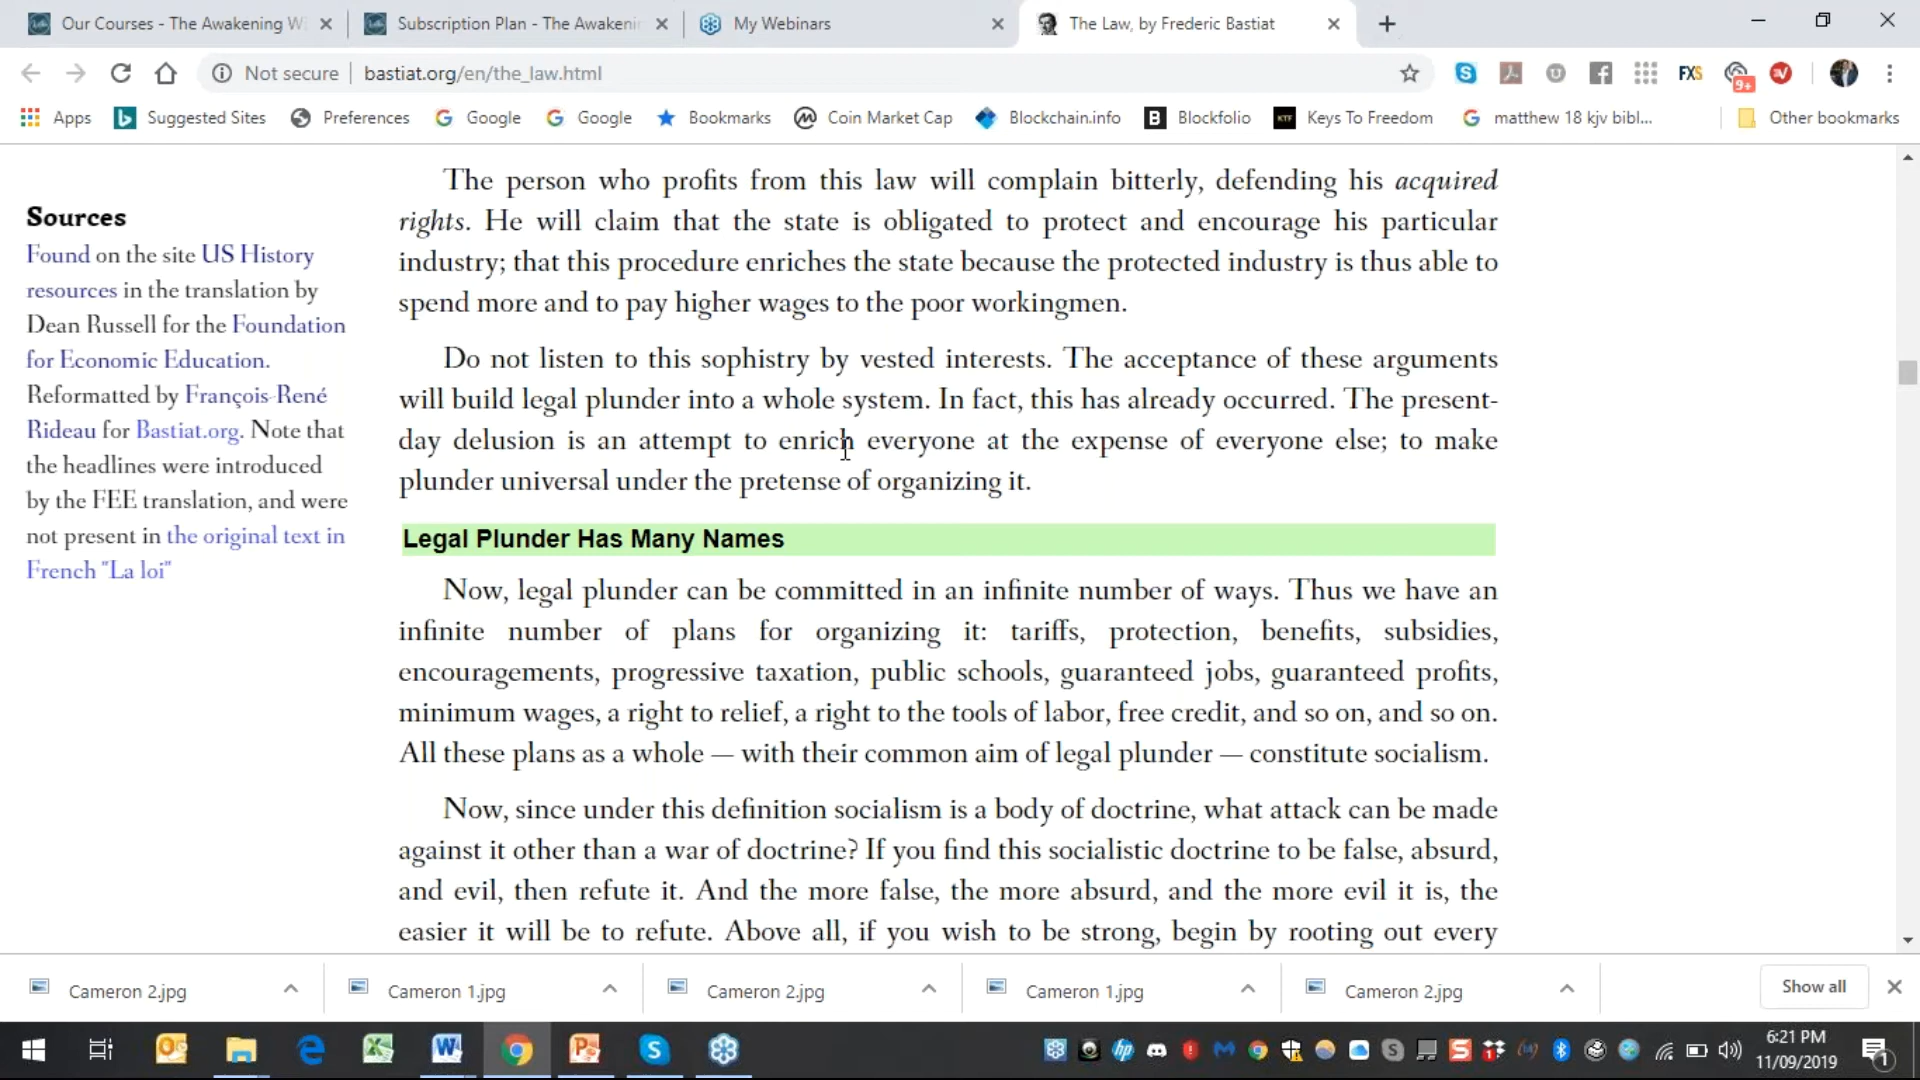 Our Courses - The Awakening W
Subscription Plan - The Awakenin
My Webinars
The Law, by Frederic Bastiat
Not secure
bastiat.org/en/the_law.html
FXS
9+
Apps
Suggested Sites
Preferences
Google
Google
Bookmarks
Coin Market Cap
Blockchain.info
Blockfolio
KTF
Keys To Freedom
matthew 18 kjv bibl...
Other bookmarks
Sources
Found on the site US History
resources in the translation by
Dean Russell for the Foundation
for Economic Education.
Reformatted by François-René
Rideau for Bastiat.org. Note that
the headlines were introduced
by the FEE translation, and were
not present in the original text in
French "La loi"
The person who profits from this law will complain bitterly, defending his acquired
rights. He will claim that the state is obligated to protect and encourage his particular
industry; that this procedure enriches the state because the protected industry is thus able to
spend more and to pay higher wages to the poor workingmen.
Do not listen to this sophistry by vested interests. The acceptance of these arguments
will build legal plunder into a whole system. In fact, this has already occurred. The present-
day delusion is an attempt to enrich everyone at the expense of everyone else; to make
plunder universal under the pretense of organizing it.
Legal Plunder Has Many Names
Now, legal plunder can be committed in an infinite number of ways. Thus we have an
infinite number of plans for organizing it: tariffs, protection, benefits, subsidies,
encouragements, progressive taxation, public schools, guaranteed jobs, guaranteed profits,
minimum wages, a right to relief, a right to the tools of labor, free credit, and so on, and so on.
All these plans as a whole — with their common aim of legal plunder — constitute socialism.
Now, since under this definition socialism is a body of doctrine, what attack can be made
against it other than a war of doctrine? If you find this socialistic doctrine to be false, absurd,
and evil, then refute it. And the more false, the more absurd, and the more evil it is, the
easier it will be to refute. Above all, if you wish to be strong, begin by rooting out every
Cameron 2.jpg
Cameron 1.jpg
Cameron 2.jpg
Cameron 1.jpg
Cameron 2.jpg
Show all
6:21 PM
11/09/2019
1